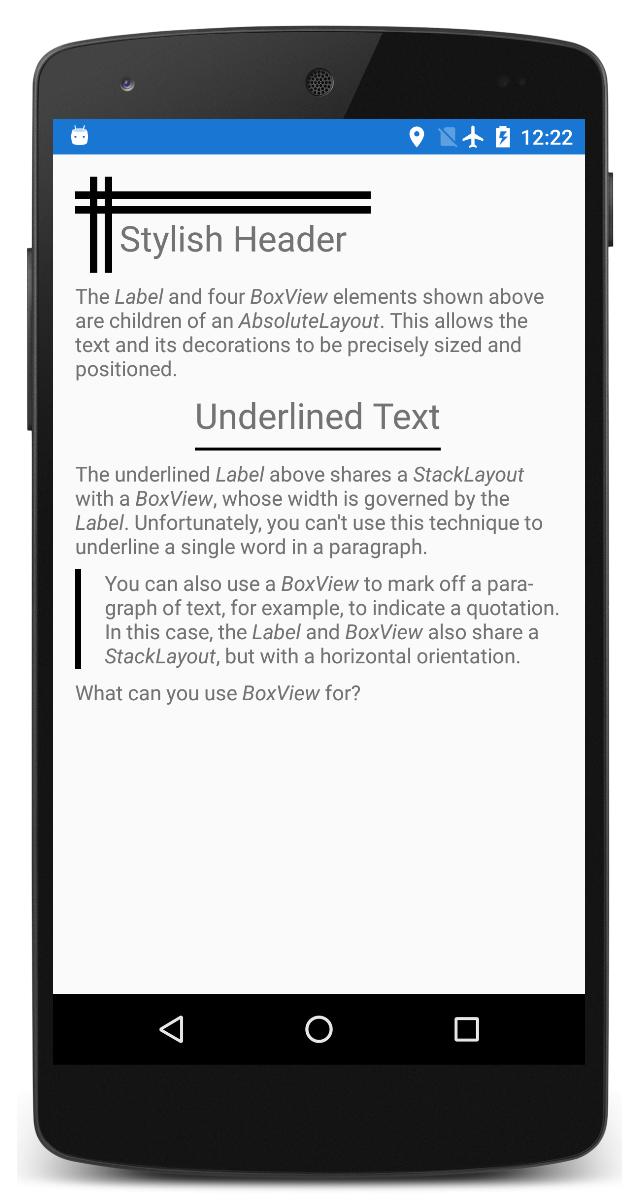 12:22
Stylish Header
The Label and four BoxView elements shown above
are children of an AbsoluteLayout. This allows the
text and its decorations to be precisely sized and
positioned.
Underlined Text
The underlined Label above shares a StackLayout
with a BoxView, whose width is governed by the
Label. Unfortunately, you can't use this technique to
underline a single word in a paragraph.
You can also use a BoxView to mark off a para-
graph of text, for example, to indicate a quotation.
In this case, the Label and BoxView also share a
StackLayout, but with a horizontal orientation.
What can you use BoxView for?